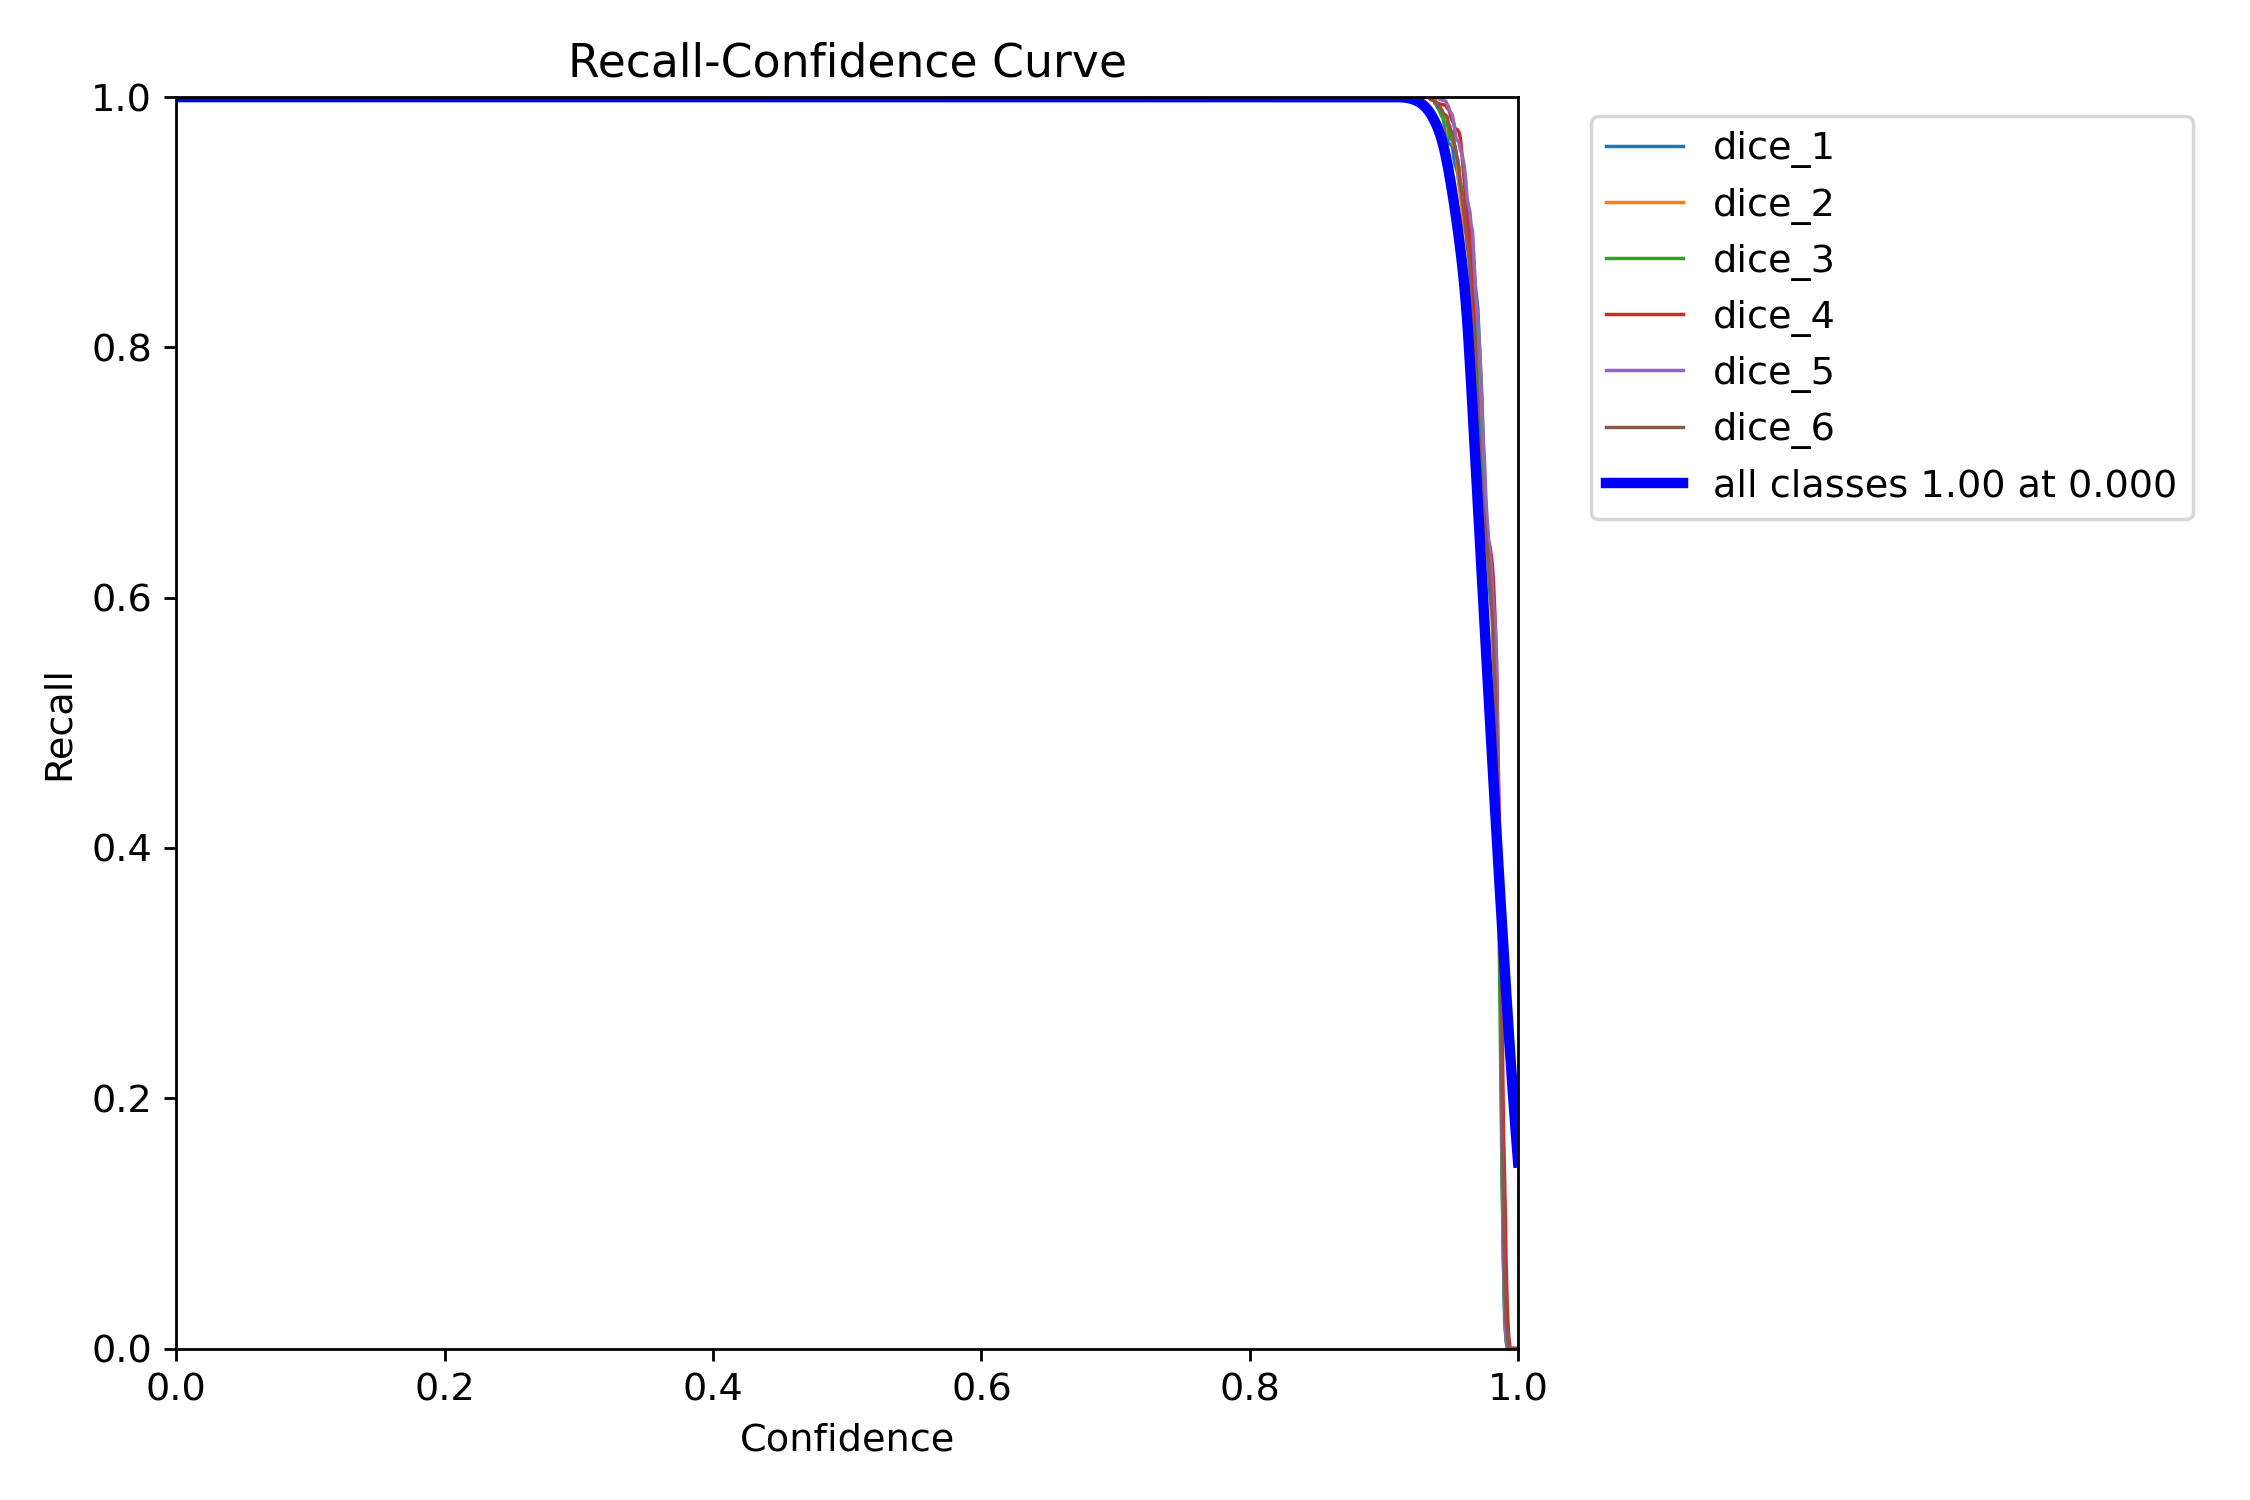 Recall-Confidence Curve
1.0
0.8
0.6
0.4
0.2
0.0
Recall
0.0 0.2 0.4 0.6 0.8 1.0
Confidence
dice_1
dice_2
dice_3
dice_4
dice_5
dice_6
all classes 1.00 at 0.000